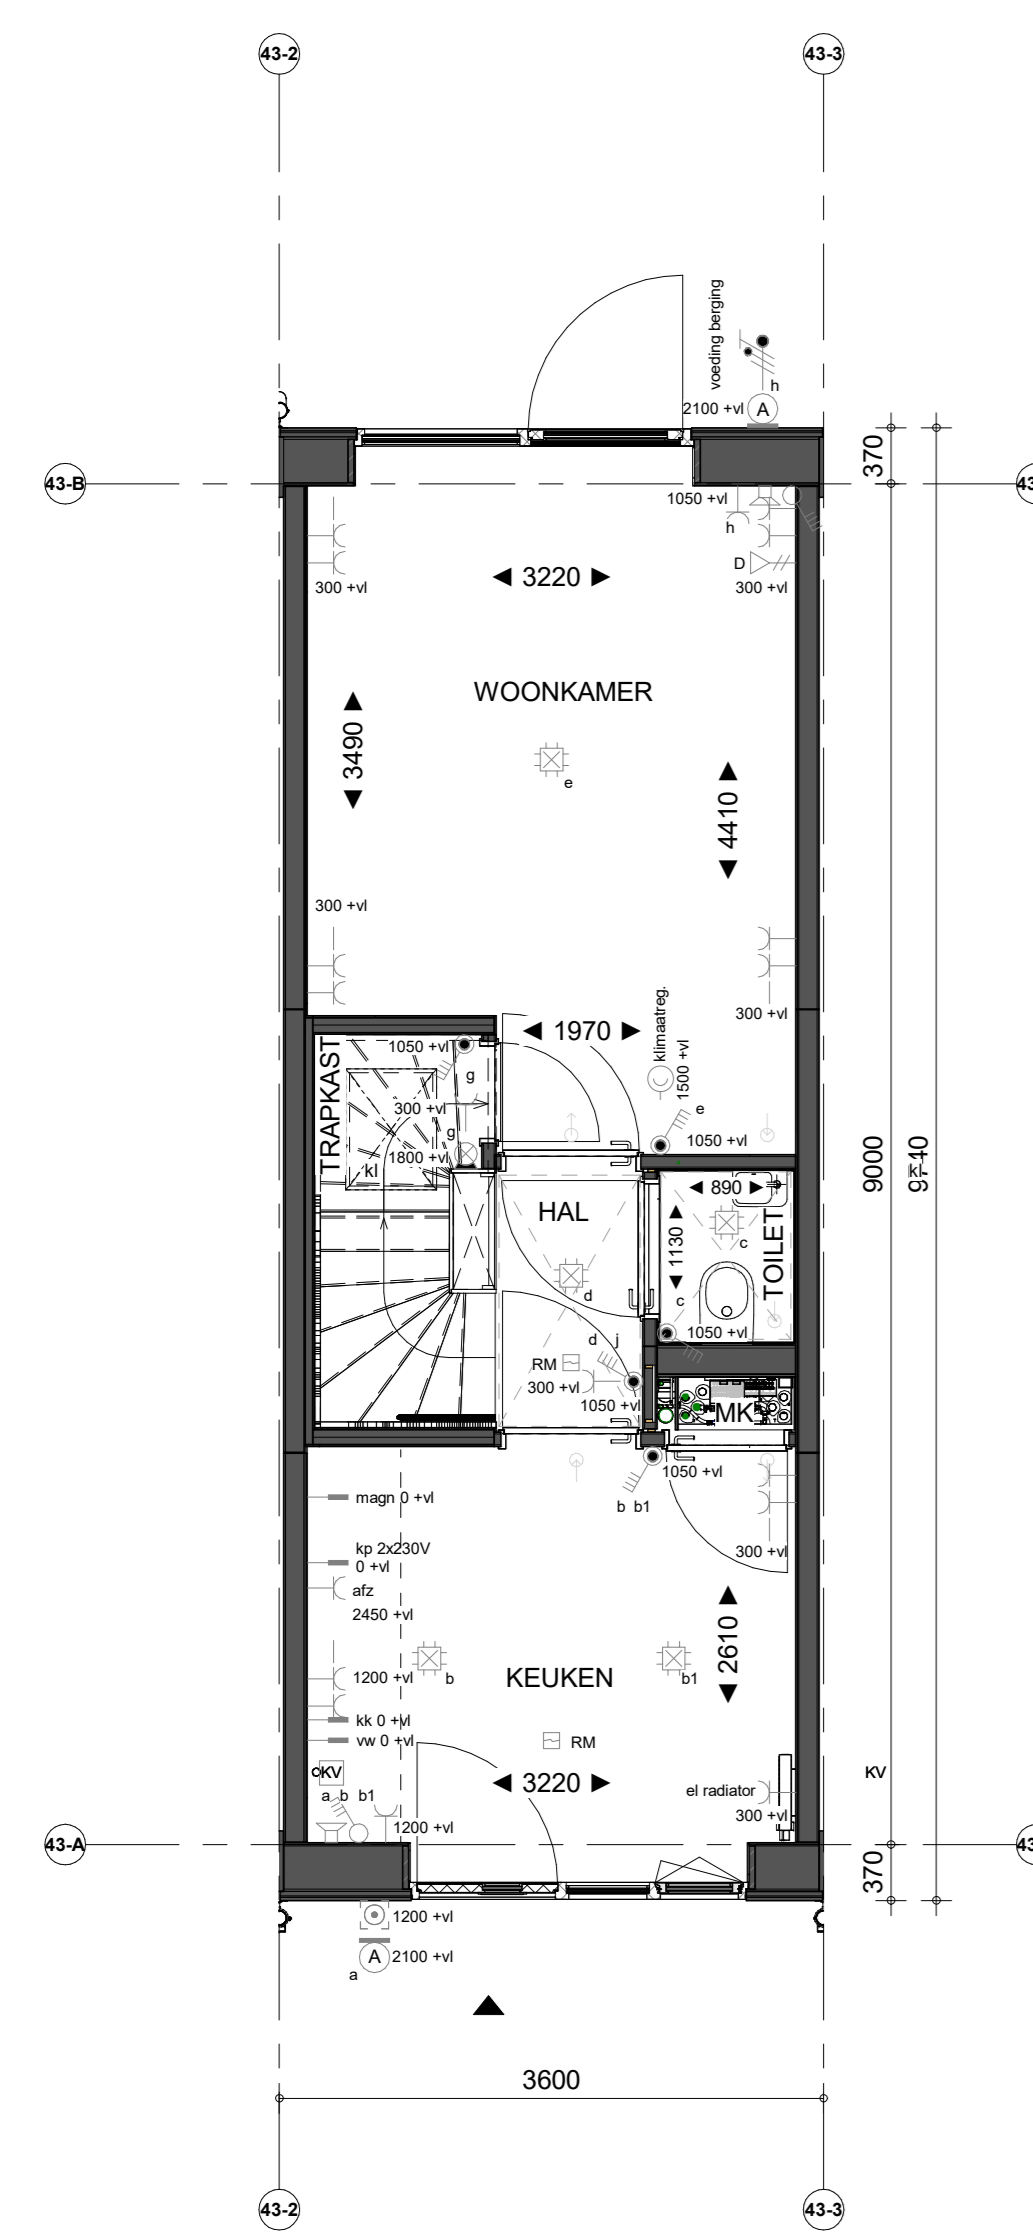 43-2
43-3
voeding berging
h
2100 +vl
A
370
43-B
43
1050 +vl
h
D
300 +vl
300 +vl
3220
WOONKAMER
3490
e
4410
300 +vl
300 +vl
1970
klimaatreg.
1500 +vl
TRAPKAST
1050 +vl
g
300 +vl
g
1800 +vl
kl
e
1050 +vl
9000
9740
kl
HAL
890
1130
c
TOILET
d
c
1050 +vl
d j
RM
300 +vl
1050 +vl
MK
1050 +vl
b b1
magn 0 +vl
kp 2x230V
0 +vl
afz
2450 +vl
300 +vl
2610
1200 +vl
b
KEUKEN
b1
kk 0 +vl
vw 0 +vl
RM
KV
a b b1
3220
el radiator
300 +vl
KV
1200 +vl
43-A
43
370
1200 +vl
A
2100 +vl
a
3600
43-2
43-3